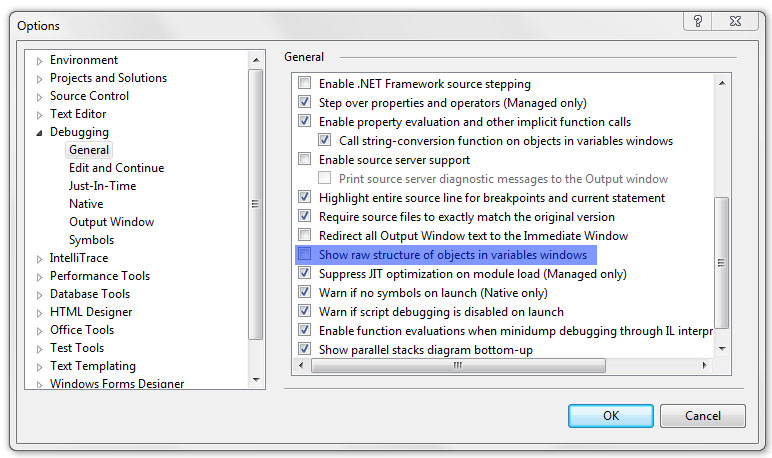 Options
Environment
Projects and Solutions
Source Control
Text Editor
Debugging
General
Edit and Continue
Just-In-Time
Native
Output Window
Symbols
IntelliTrace
Performance Tools
Database Tools
HTML Designer
Office Tools
Test Tools
Text Templating
Windows Forms Designer
General
Enable .NET Framework source stepping
Step over properties and operators (Managed only)
Enable property evaluation and other implicit function calls
Call string-conversion function on objects in variables windows
Enable source server support
Print source server diagnostic messages to the Output window
Highlight entire source line for breakpoints and current statement
Require source files to exactly match the original version
Redirect all Output Window text to the Immediate Window
Show raw structure of objects in variables windows
Suppress JIT optimization on module load (Managed only)
Warn if no symbols on launch (Native only)
Warn if script debugging is disabled on launch
Enable function evaluations when minidump debugging through IL interpr
Show parallel stacks diagram bottom-up
OK
Cancel